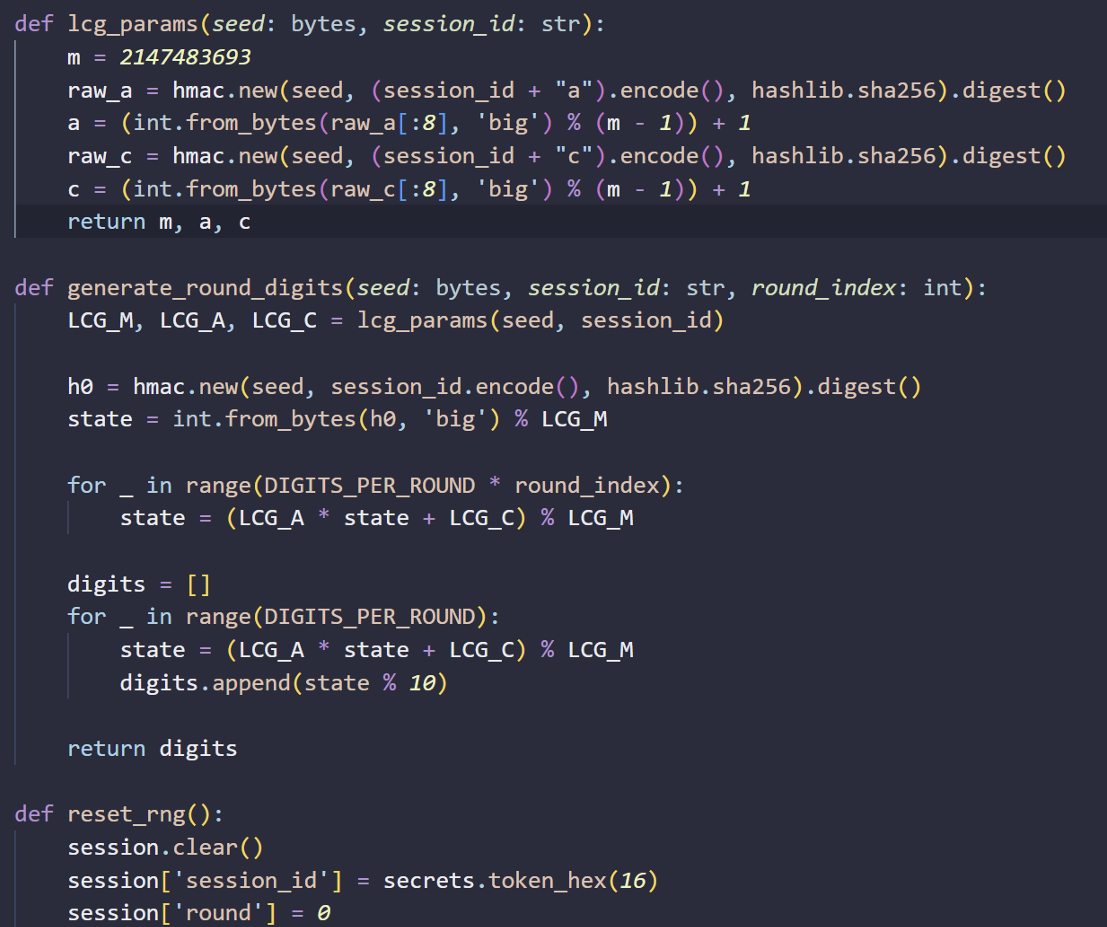 def lcg_params(seed: bytes, session_id: str):
    m = 2147483693
    raw_a = hmac.new(seed, (session_id + "a").encode(), hashlib.sha256).digest()
    a = (int.from_bytes(raw_a[:8], 'big') % (m - 1)) + 1
    raw_c = hmac.new(seed, (session_id + "c").encode(), hashlib.sha256).digest()
    c = (int.from_bytes(raw_c[:8], 'big') % (m - 1)) + 1
    return m, a, c

def generate_round_digits(seed: bytes, session_id: str, round_index: int):
    LCG_M, LCG_A, LCG_C = lcg_params(seed, session_id)

    h0 = hmac.new(seed, session_id.encode(), hashlib.sha256).digest()
    state = int.from_bytes(h0, 'big') % LCG_M

    for _ in range(DIGITS_PER_ROUND * round_index):
        state = (LCG_A * state + LCG_C) % LCG_M

    digits = []
    for _ in range(DIGITS_PER_ROUND):
        state = (LCG_A * state + LCG_C) % LCG_M
        digits.append(state % 10)

    return digits

def reset_rng():
    session.clear()
    session['session_id'] = secrets.token_hex(16)
    session['round'] = 0